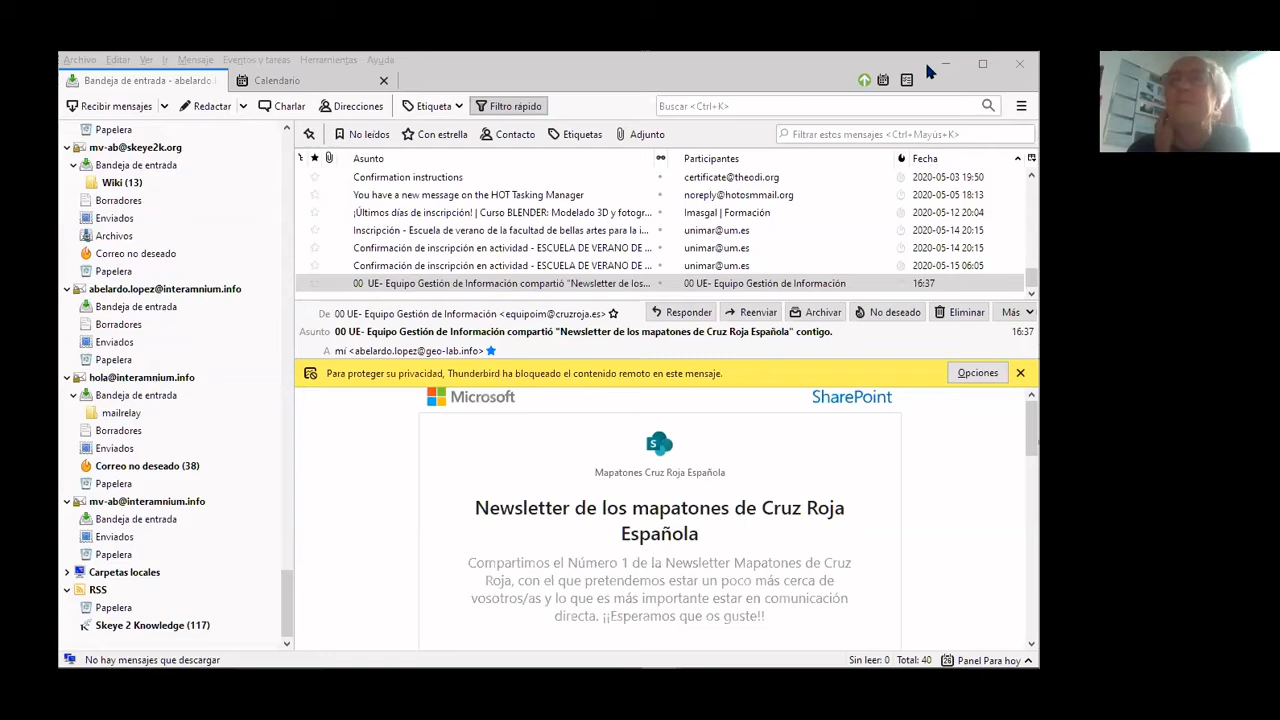 Archivo Editar Ver Ir Mensaje Eventos y tareas Herramientas Ayuda
Bandeja de entrada - abelardo.l
Calendario
Recibir mensajes Redactar Charlar Direcciones Etiqueta Filtro rápido Buscar <Ctrl+K>
No leídos Con estrella Contacto Etiquetas Adjunto Filtrar estos mensajes <Ctrl+Mayús+K>
Papelera
mv-ab@skeye2k.org
Bandeja de entrada
Wiki (13)
Borradores
Enviados
Archivos
Correo no deseado
Papelera
abelardo.lopez@interamnium.info
Bandeja de entrada
Borradores
Enviados
Papelera
hola@interamnium.info
Bandeja de entrada
mailrelay
Borradores
Enviados
Correo no deseado (38)
Papelera
mv-ab@interamnium.info
Bandeja de entrada
Enviados
Papelera
Carpetas locales
RSS
Papelera
Skeye 2 Knowledge (117)
Asunto Participantes Fecha
Confirmation instructions certificate@theodi.org 2020-05-03 19:50
You have a new message on the HOT Tasking Manager noreply@hotosmmail.org 2020-05-05 18:13
¡Últimos días de inscripción! | Curso BLENDER: Modelado 3D y fotogr... Imasgal | Formación 2020-05-12 20:04
Inscripción - Escuela de verano de la facultad de bellas artes para la i... unimar@um.es 2020-05-14 20:15
Confirmación de inscripción en actividad - ESCUELA DE VERANO DE ... unimar@um.es 2020-05-14 20:15
Confirmación de inscripción en actividad - ESCUELA DE VERANO DE ... unimar@um.es 2020-05-15 06:05
00 UE- Equipo Gestión de Información compartió "Newsletter de los... 00 UE- Equipo Gestión de Información 16:37
De 00 UE- Equipo Gestión de Información <equipoim@cruzroja.es> Responder Reenviar Archivar No deseado Eliminar Más
Asunto 00 UE- Equipo Gestión de Información compartió "Newsletter de los mapatones de Cruz Roja Española" contigo. 16:37
A mí <abelardo.lopez@geo-lab.info>
Para proteger su privacidad, Thunderbird ha bloqueado el contenido remoto en este mensaje. Opciones
Microsoft SharePoint
S
Mapatones Cruz Roja Española
Newsletter de los mapatones de Cruz Roja
Española
Compartimos el Número 1 de la Newsletter Mapatones de Cruz
Roja, con el que pretendemos estar un poco más cerca de
vosotros/as y lo que es más importante estar en comunicación
directa. ¡¡Esperamos que os guste!!
No hay mensajes que descargar Sin leer: 0 Total: 40 26 Panel Para hoy